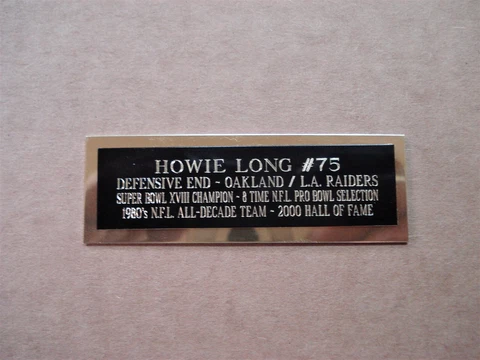 HOWIE LONG #75
DEFENSIVE END - OAKLAND / L.A. RAIDERS
SUPER BOWL XVIII CHAMPION - 8 TIME N.F.L. PRO BOWL SELECTION
1980's N.F.L. ALL-DECADE TEAM - 2000 HALL OF FAME